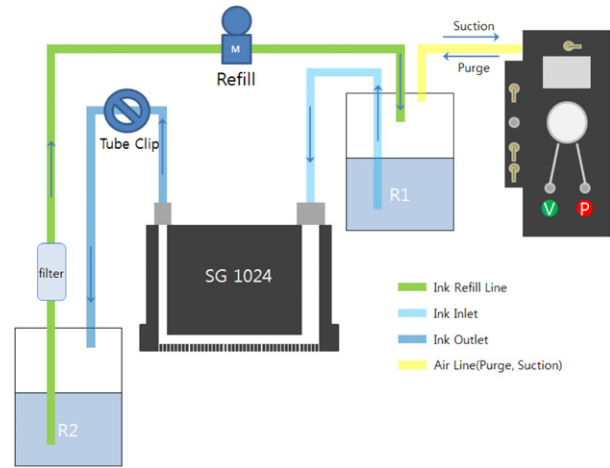 Suction
Purge
M
Refill
Tube Clip
R1
V
P
SG 1024
filter
Ink Refill Line
Ink Inlet
Ink Outlet
Air Line(Purge, Suction)
R2